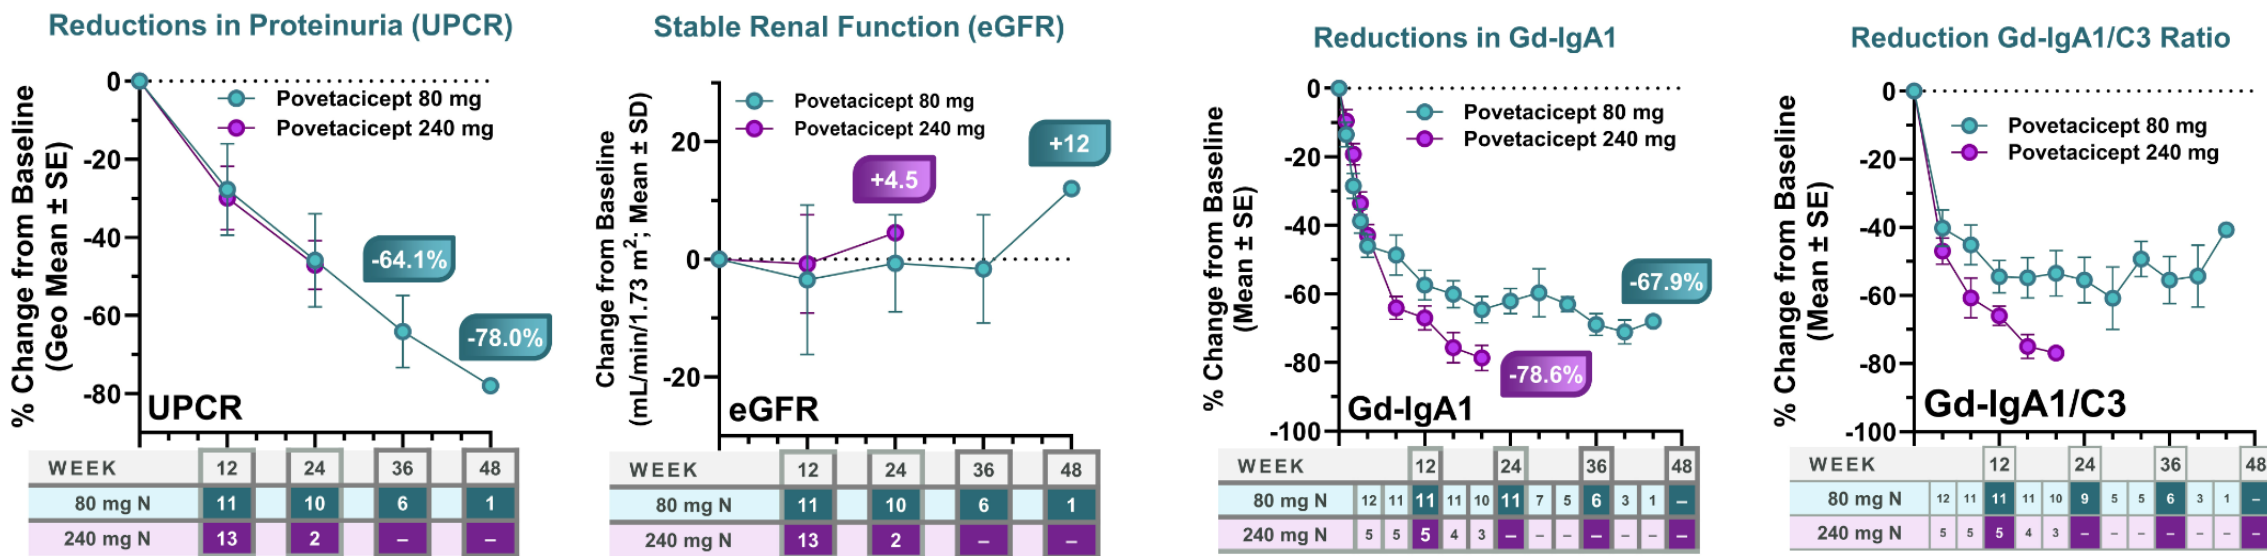 Reductions in Proteinuria (UPCR)
% Change from Baseline
(Geo Mean ± SE)
0
-20
-40
-60
-80
Povetacicept 80 mg
Povetacicept 240 mg
-64.1%
-78.0%
UPCR
WEEK 12 24 36 48
80 mg N 11 10 6 1
240 mg N 13 2 – –
Stable Renal Function (eGFR)
Change from Baseline
(mL/min/1.73 m²; Mean ± SD)
20
0
-20
Povetacicept 80 mg
Povetacicept 240 mg
+4.5
+12
eGFR
WEEK 12 24 36 48
80 mg N 11 10 6 1
240 mg N 13 2 – –
Reductions in Gd-IgA1
% Change from Baseline
(Mean ± SE)
0
-20
-40
-60
-80
-100
Povetacicept 80 mg
Povetacicept 240 mg
-67.9%
-78.6%
Gd-IgA1
WEEK 12 24 36 48
80 mg N 12 11 11 11 10 11 7 5 6 3 1 –
240 mg N 5 5 5 4 3 – – – – – – –
Reduction Gd-IgA1/C3 Ratio
% Change from Baseline
(Mean ± SE)
0
-20
-40
-60
-80
-100
Povetacicept 80 mg
Povetacicept 240 mg
Gd-IgA1/C3
WEEK 12 24 36 48
80 mg N 12 11 11 11 10 9 5 5 6 3 1 –
240 mg N 5 5 5 4 3 – – – – – – –